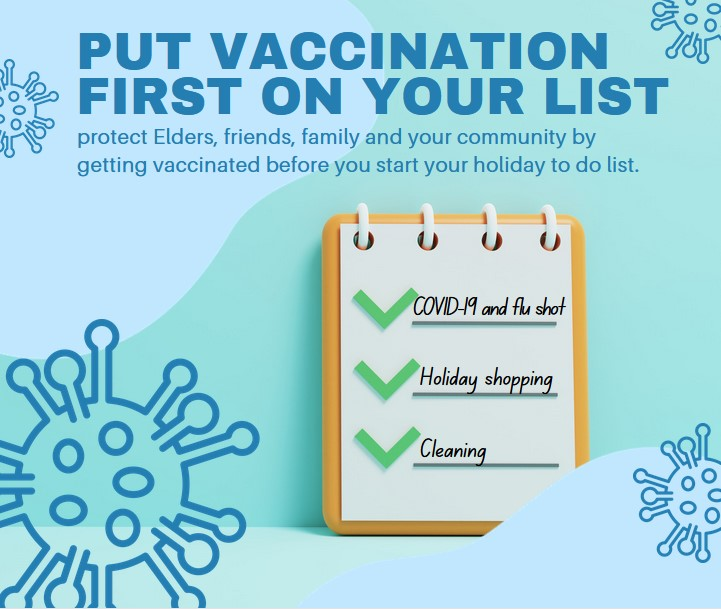 PUT VACCINATION
FIRST ON YOUR LIST
protect Elders, friends, family and your community by
getting vaccinated before you start your holiday to do list.
COVID-19 and flu shot
Holiday shopping
Cleaning